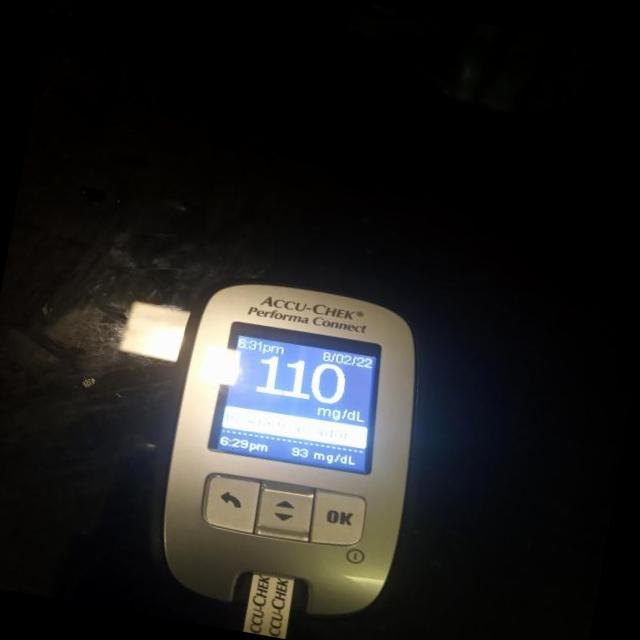 ACCU-CHEK®
Performa Connect
6:31pm 8/02/22
110
mg/dL
6:29pm 93 mg/dL
OK
ACCU-CHEK
ACCU-CHEK